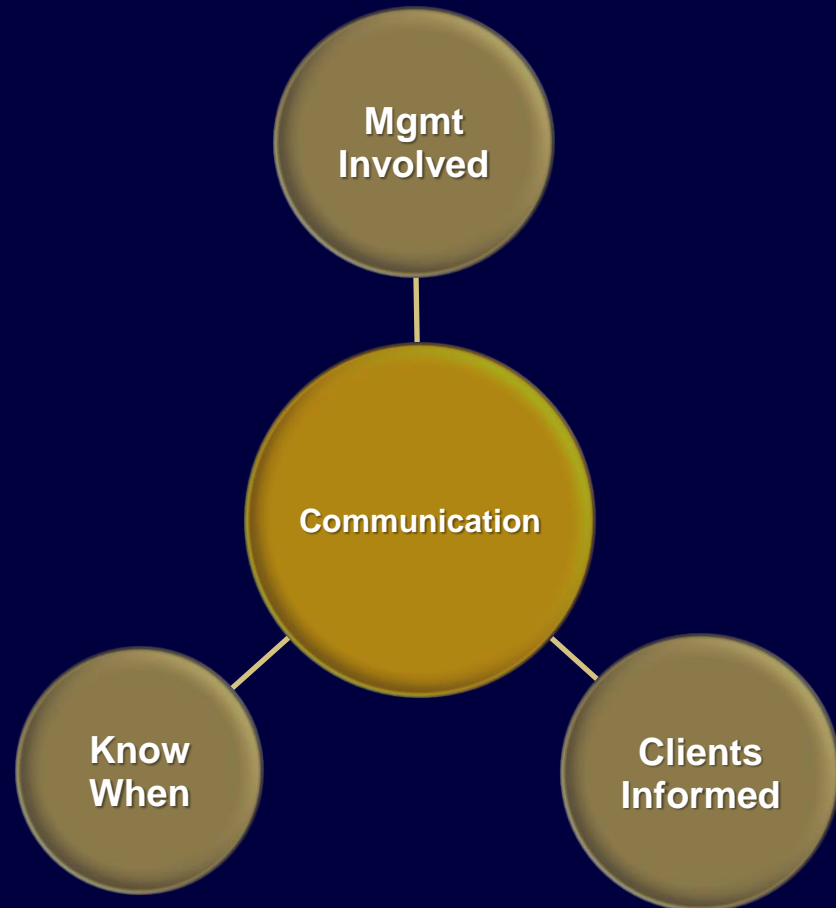 Mgmt
Involved
Communication
Know
When
Clients
Informed